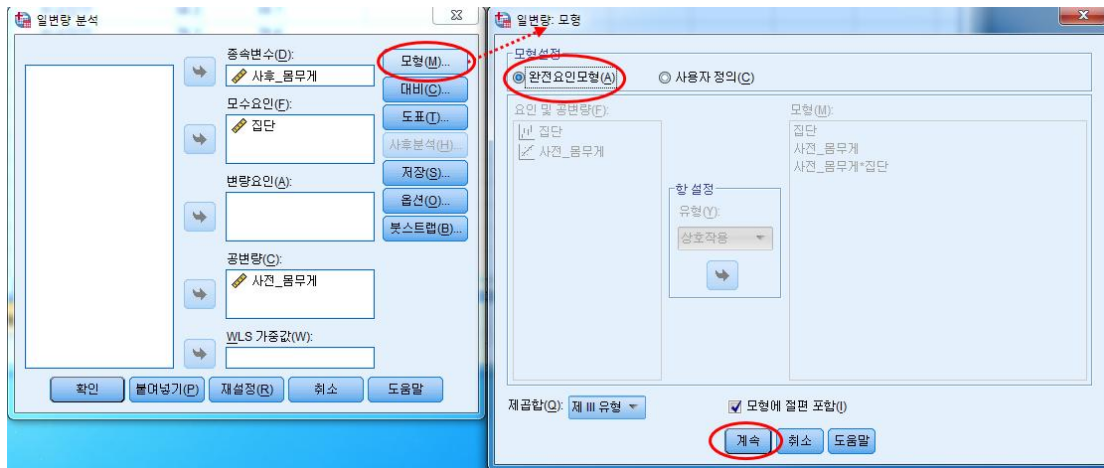 일변량 분석
종속변수(D):
사후_몸무게
모수요인(F):
집단
변량요인(A):
공변량(C):
사전_몸무게
WLS 가중값(W):
모형(M)...
대비(C)...
도표(T)...
사후분석(H)...
저장(S)...
옵션(O)...
붓스트랩(B)...
확인
붙여넣기(P)
재설정(R)
취소
도움말
일변량: 모형
모형설정
완전요인모형(A)
사용자 정의(C)
요인 및 공변량(F):
집단
사전_몸무게
항 설정
유형(Y):
상호작용
모형(M):
집단
사전_몸무게
사전_몸무게*집단
제곱합(Q):
제 III 유형
모형에 절편 포함(I)
계속
취소
도움말